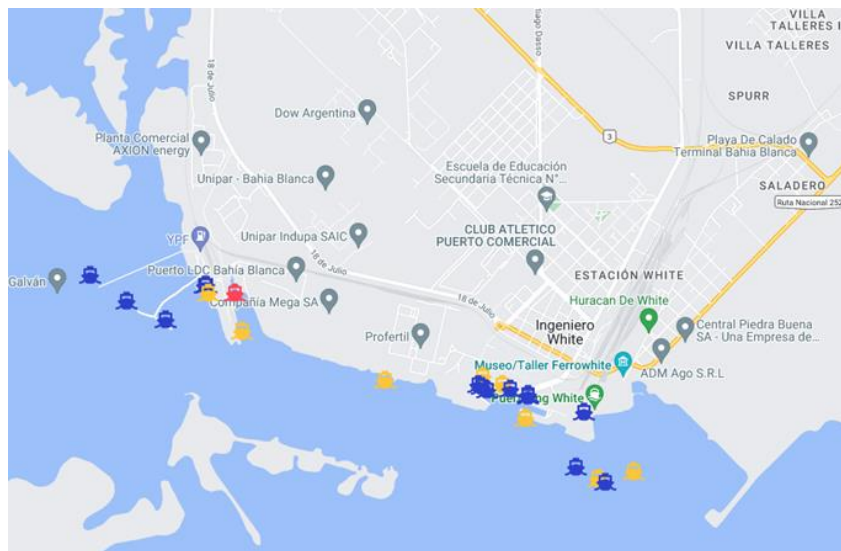 VILLA
TALLERES I
VILLA TALLERES
tiago Dasso
18 de Julio
SPURR
Dow Argentina
3
Planta Comercial
AXION energy
Playa De Calado
Terminal Bahia Blanca
Escuela de Educación
Secundaria Técnica N°...
Unipar - Bahia Blanca
SALADERO
Ruta Nacional 252
CLUB ATLETICO
PUERTO COMERCIAL
YPF
Unipar Indupa SAIC
18 de Julio
Galván
Puerto LDC Bahía Blanca
ESTACIÓN WHITE
Compañía Mega SA
18 de Julio
Huracan De White
Profertil
Ingeniero
White
Central Piedra Buena
SA - Una Empresa de...
Museo/Taller Ferrowhite
ADM Ago S.R.L
White